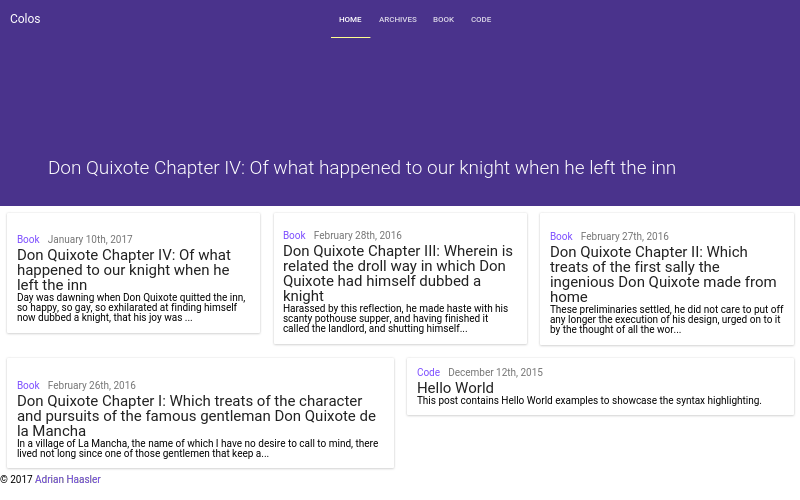 Colos
HOME ARCHIVES BOOK CODE
Don Quixote Chapter IV: Of what happened to our knight when he left the inn
Book January 10th, 2017
Don Quixote Chapter IV: Of what
happened to our knight when he
left the inn
Day was dawning when Don Quixote quitted the inn,
so happy, so gay, so exhilarated at finding himself
now dubbed a knight, that his joy was ...
Book February 28th, 2016
Don Quixote Chapter III: Wherein is
related the droll way in which Don
Quixote had himself dubbed a
knight
Harassed by this reflection, he made haste with his
scanty pothouse supper, and having finished it
called the landlord, and shutting himself...
Book February 27th, 2016
Don Quixote Chapter II: Which
treats of the first sally the
ingenious Don Quixote made from
home
These preliminaries settled, he did not care to put off
any longer the execution of his design, urged on to it
by the thought of all the wor...
Book February 26th, 2016
Don Quixote Chapter I: Which treats of the character
and pursuits of the famous gentleman Don Quixote de
la Mancha
In a village of La Mancha, the name of which I have no desire to call to mind, there
lived not long since one of those gentlemen that keep a...
Code December 12th, 2015
Hello World
This post contains Hello World examples to showcase the syntax highlighting.
© 2017 Adrian Haasler